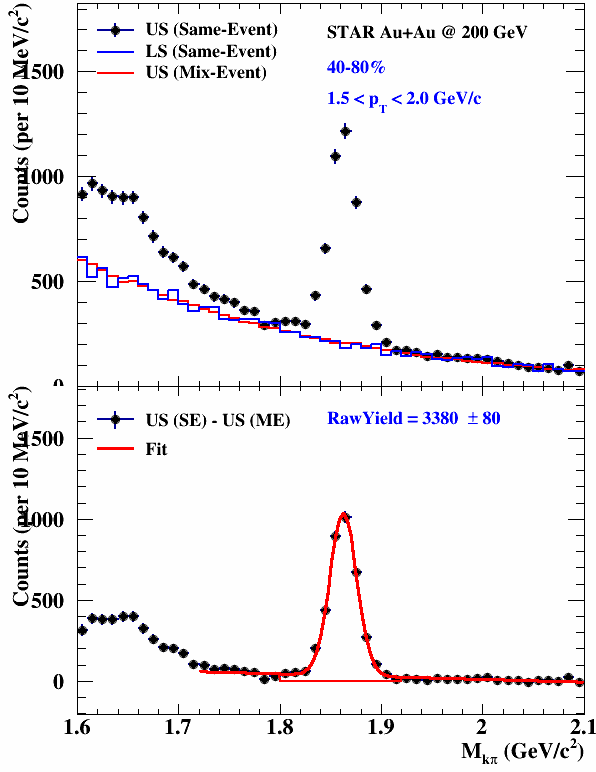 US (Same-Event)
LS (Same-Event)
US (Mix-Event)
STAR Au+Au @ 200 GeV
40-80%
1.5 < p_T < 2.0 GeV/c
Counts (per 10 MeV/c²)
1500
1000
500
0
US (SE) - US (ME)
Fit
RawYield = 3380 ± 80
Counts (per 10 MeV/c²)
1500
1000
500
0
1.6 1.7 1.8 1.9 2 2.1
M_kπ (GeV/c²)